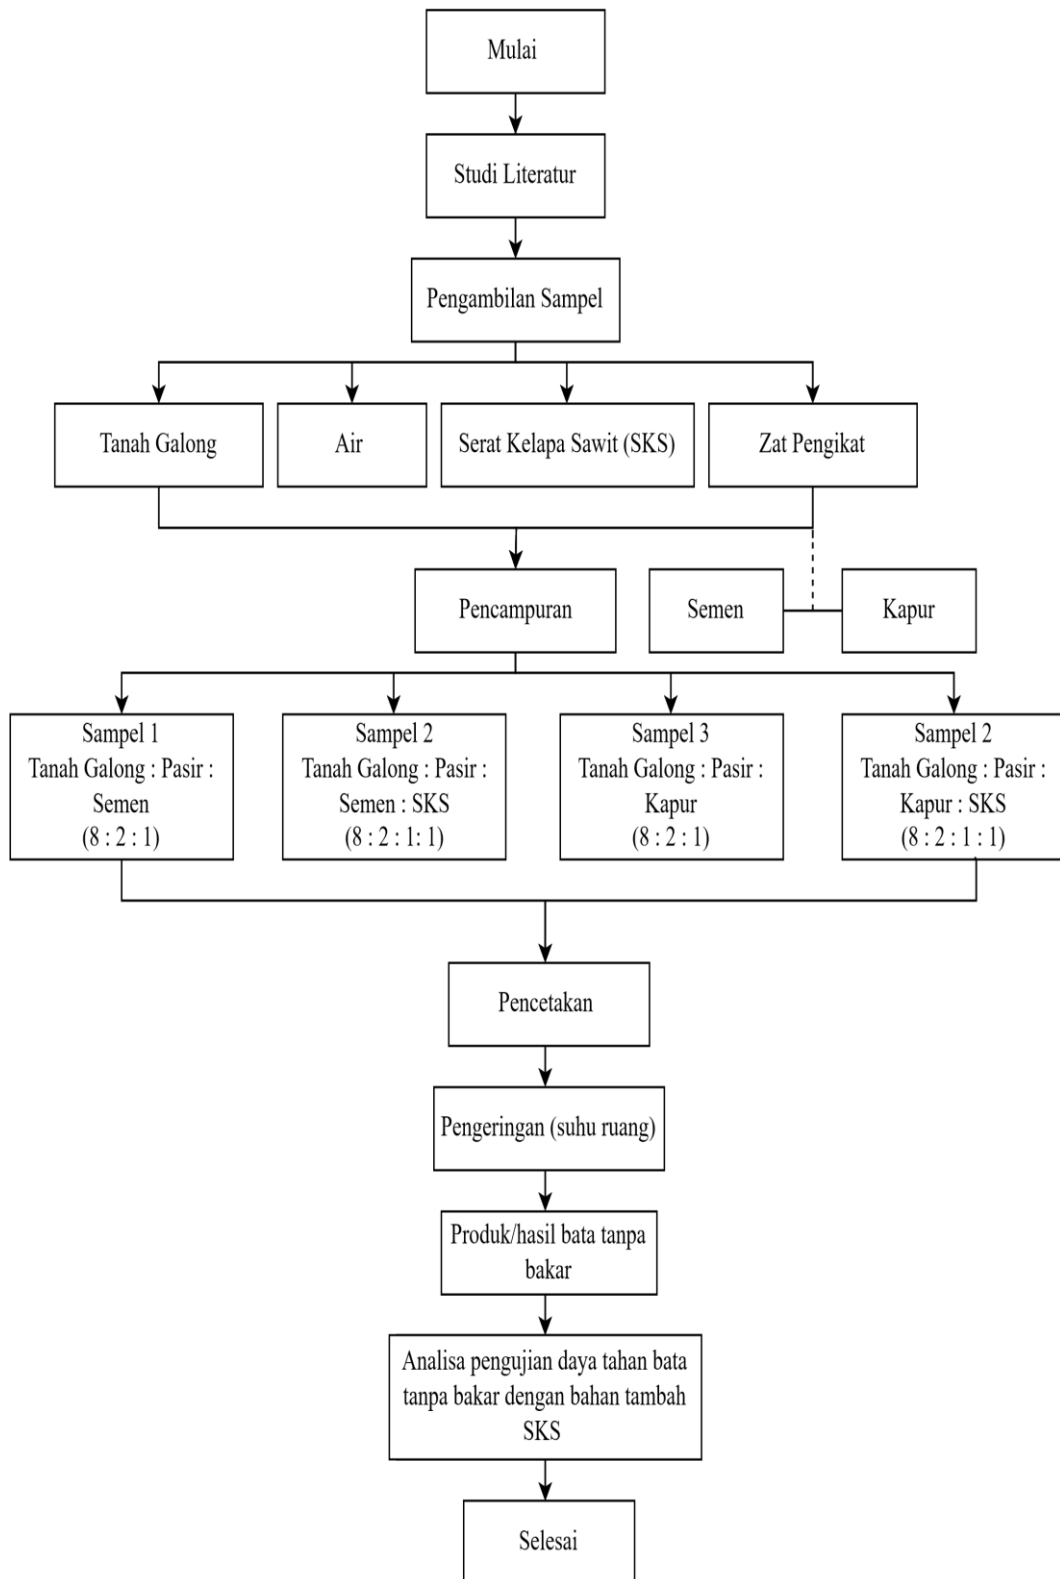 Mulai
Studi Literatur
Pengambilan Sampel
Tanah Galong
Air
Serat Kelapa Sawit (SKS)
Zat Pengikat
Pencampuran
Semen
Kapur
Sampel 1
Tanah Galong : Pasir :
Semen
(8 : 2 : 1)
Sampel 2
Tanah Galong : Pasir :
Semen : SKS
(8 : 2 : 1: 1)
Sampel 3
Tanah Galong : Pasir :
Kapur
(8 : 2 : 1)
Sampel 2
Tanah Galong : Pasir :
Kapur : SKS
(8 : 2 : 1 : 1)
Pencetakan
Pengeringan (suhu ruang)
Produk/hasil bata tanpa
bakar
Analisa pengujian daya tahan bata
tanpa bakar dengan bahan tambah
SKS
Selesai